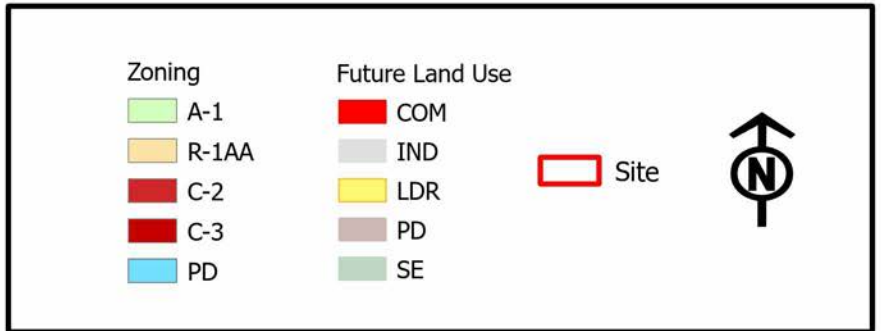 Zoning
A-1
R-1AA
C-2
C-3
PD
Future Land Use
COM
IND
LDR
PD
SE
Site
N